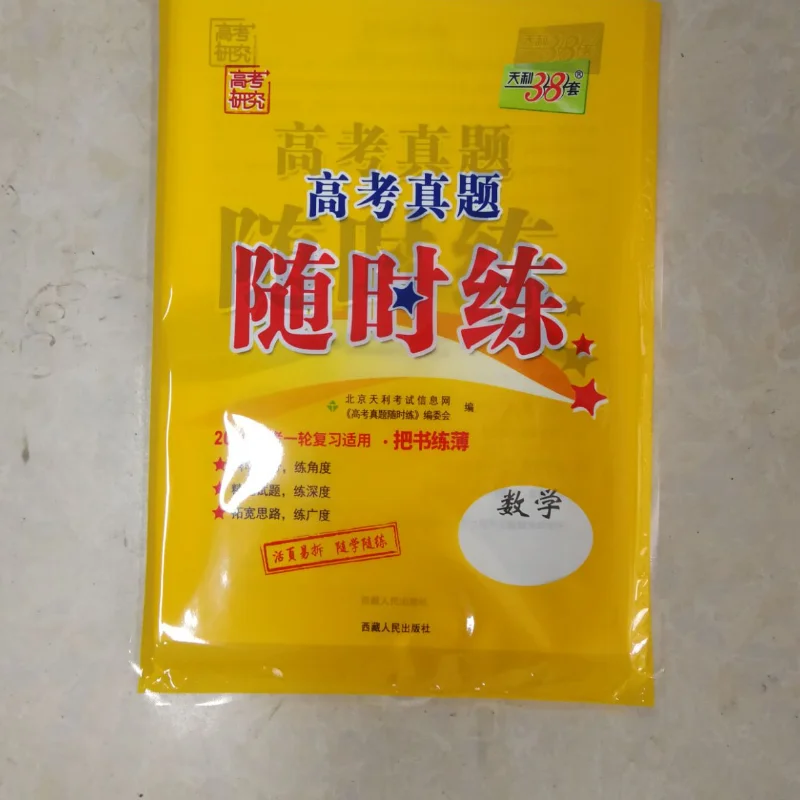 高考
研究
天利38套®
高考真题
随时练
北京天利考试信息网
《高考真题随时练》编委会
编
一轮复习适用·把书练薄
练角度
试题，练深度
拓宽思路，练广度
活页易拆 随学随练
数学
西藏人民出版社